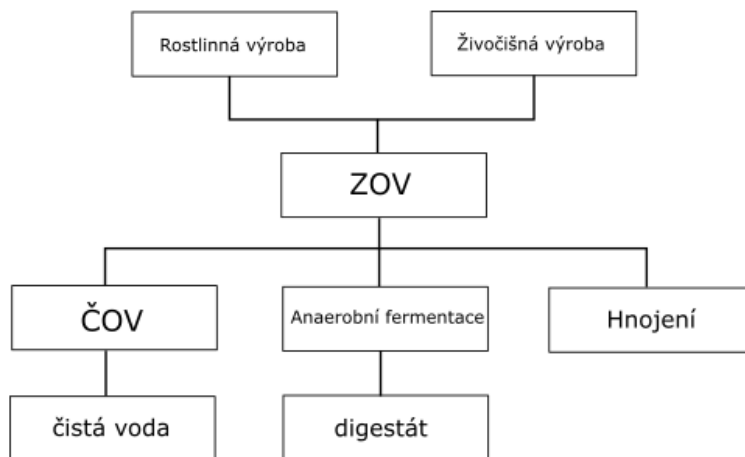 Rostlinná výroba
Živočišná výroba
ZOV
ČOV
Anaerobní fermentace
Hnojení
čistá voda
digestát